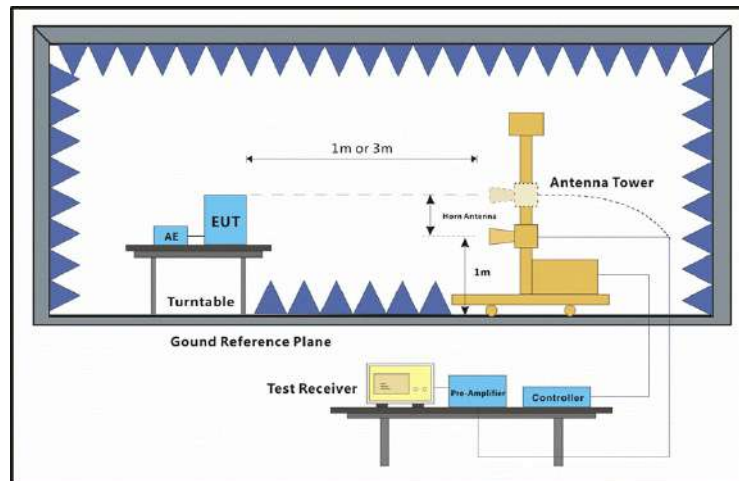 1m or 3m
Antenna Tower
Horn Antenna
EUT
AE
1m
Turntable
Gound Reference Plane
Test Receiver
Pre-Amplifier
Controller